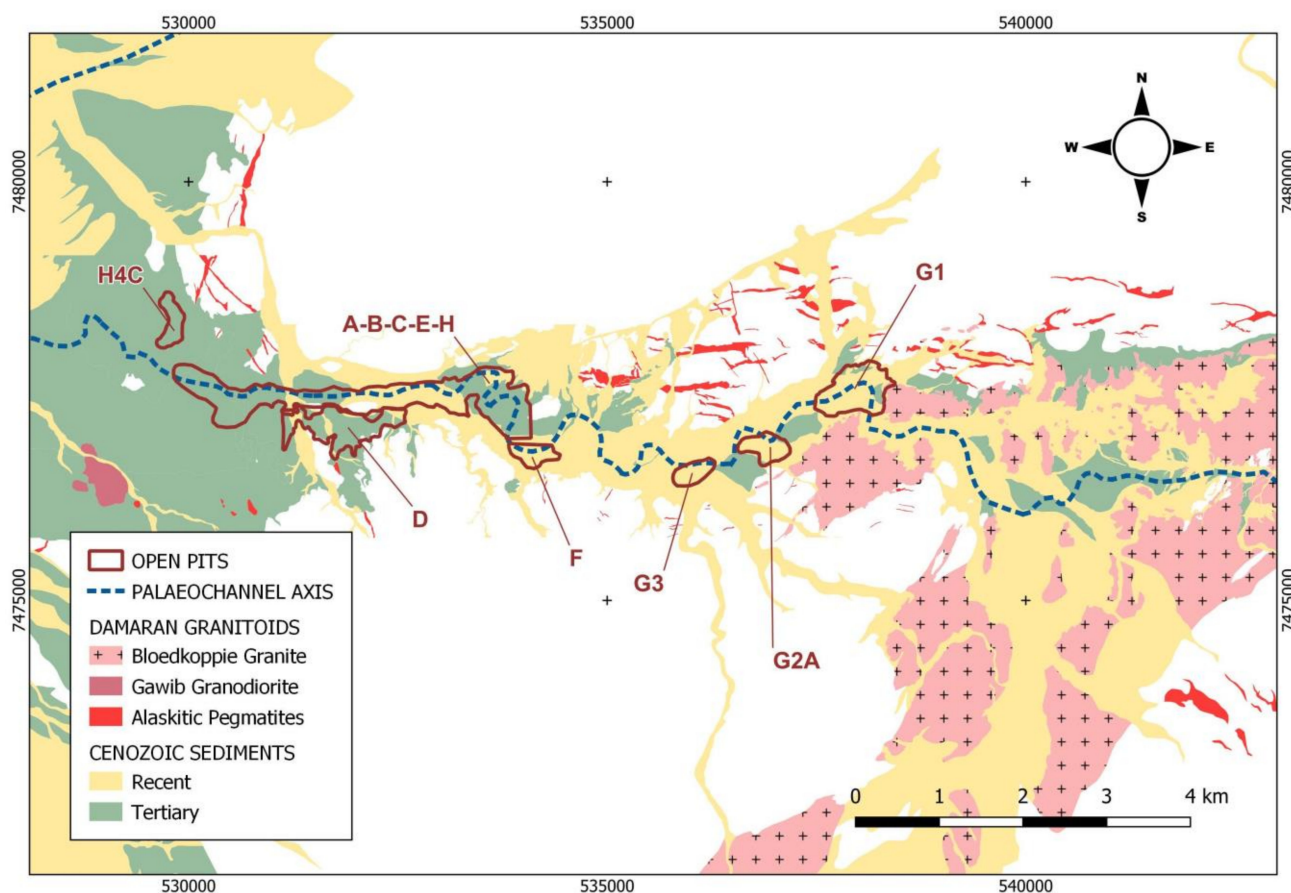 530000
535000
540000
N
W
E
S
7480000
7480000
H4C
G1
A-B-C-E-H
D
F
G3
G2A
7475000
7475000
OPEN PITS
PALAEOCHANNEL AXIS
DAMARAN GRANITOIDS
Bloedkoppie Granite
Gawib Granodiorite
Alaskitic Pegmatites
CENOZOIC SEDIMENTS
Recent
Tertiary
0 1 2 3 4 km
530000
535000
540000